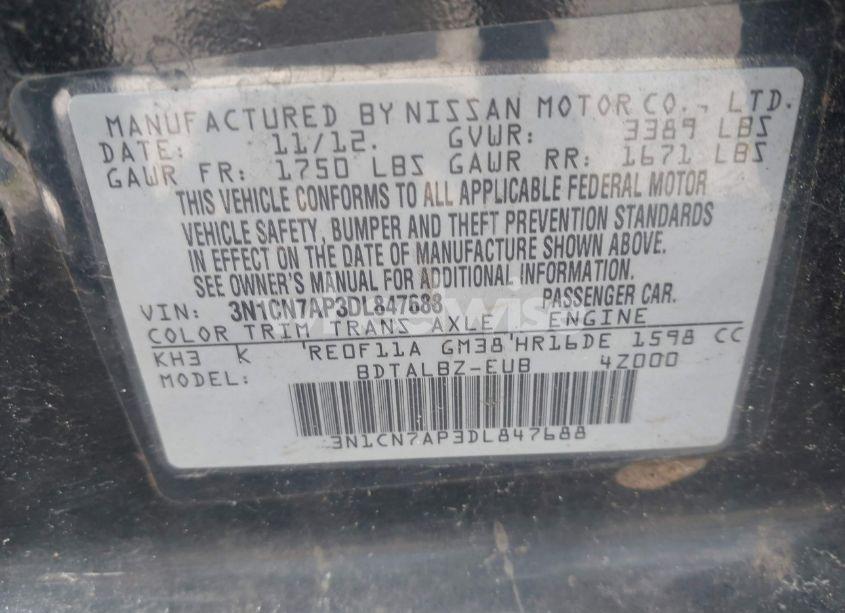 MANUFACTURED BY NISSAN MOTOR CO., LTD.
DATE: 11/12. GVWR: 3389 LBS
GAWR FR: 1750 LBS GAWR RR: 1671 LBS
THIS VEHICLE CONFORMS TO ALL APPLICABLE FEDERAL MOTOR
VEHICLE SAFETY, BUMPER AND THEFT PREVENTION STANDARDS
IN EFFECT ON THE DATE OF MANUFACTURE SHOWN ABOVE.
SEE OWNER'S MANUAL FOR ADDITIONAL INFORMATION.
VIN: 3N1CN7AP3DL847688 PASSENGER CAR.
COLOR TRIM TRANS AXLE ENGINE
KH3 K 'RE0F11A GM38'HR16DE 1598 CC
MODEL: BDTALBZ-EUB 4Z000
3N1CN7AP3DL847688